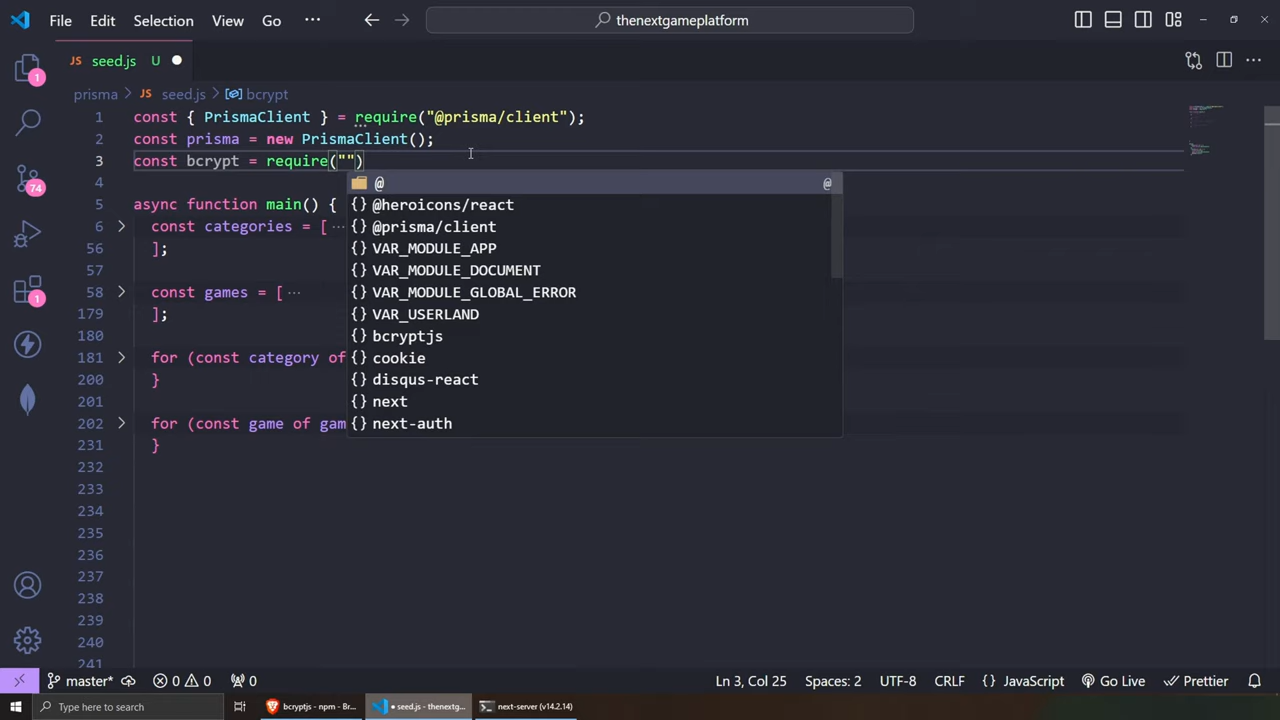 File Edit Selection View Go ··· thenextgameplatform
JS seed.js U
prisma > JS seed.js > bcrypt
1 const { PrismaClient } = require("@prisma/client");
2 const prisma = new PrismaClient();
3 const bcrypt = require("")
4
@ @
5 async function main() {
@heroicons/react
6 const categories = [ ···
@prisma/client
56 ];
VAR_MODULE_APP
57
VAR_MODULE_DOCUMENT
58 const games = [ ···
VAR_MODULE_GLOBAL_ERROR
179 ];
VAR_USERLAND
180
bcryptjs
181 for (const category of
cookie
200 }
disqus-react
201
next
202 for (const game of gam
next-auth
231 }
232
233
234
235
236
237
238
239
240
241
1
74
1
master* 0 0 0 Ln 3, Col 25 Spaces: 2 UTF-8 CRLF {} JavaScript Go Live Prettier
Type here to search bcryptjs - npm - Br... seed.js - thenextg... next-server (v14.2.14)